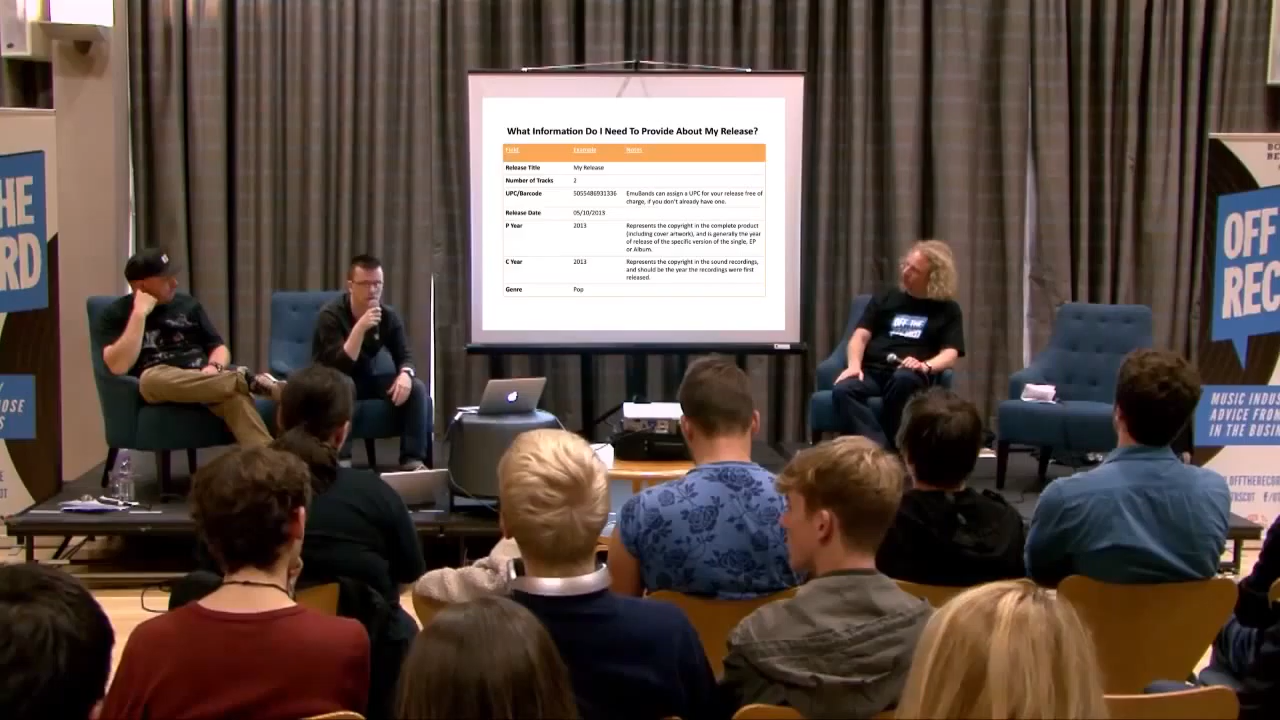 What Information Do I Need To Provide About My Release?
Field Example Notes
Release Title My Release
Number of Tracks 2
UPC/Barcode 5055486931336 EmuBands can assign a UPC for your release free of
charge, if you don't already have one.
Release Date 05/10/2013
P Year 2013 Represents the copyright in the complete product
(including cover artwork), and is generally the year
of release of the specific version of the single, EP
or Album.
C Year 2013 Represents the copyright in the sound recordings,
and should be the year the recordings were first
released.
Genre Pop
HE
RD
OSE
S
OFF THE
OFF
REC
MUSIC INDUS
ADVICE FROM
IN THE BUSIN